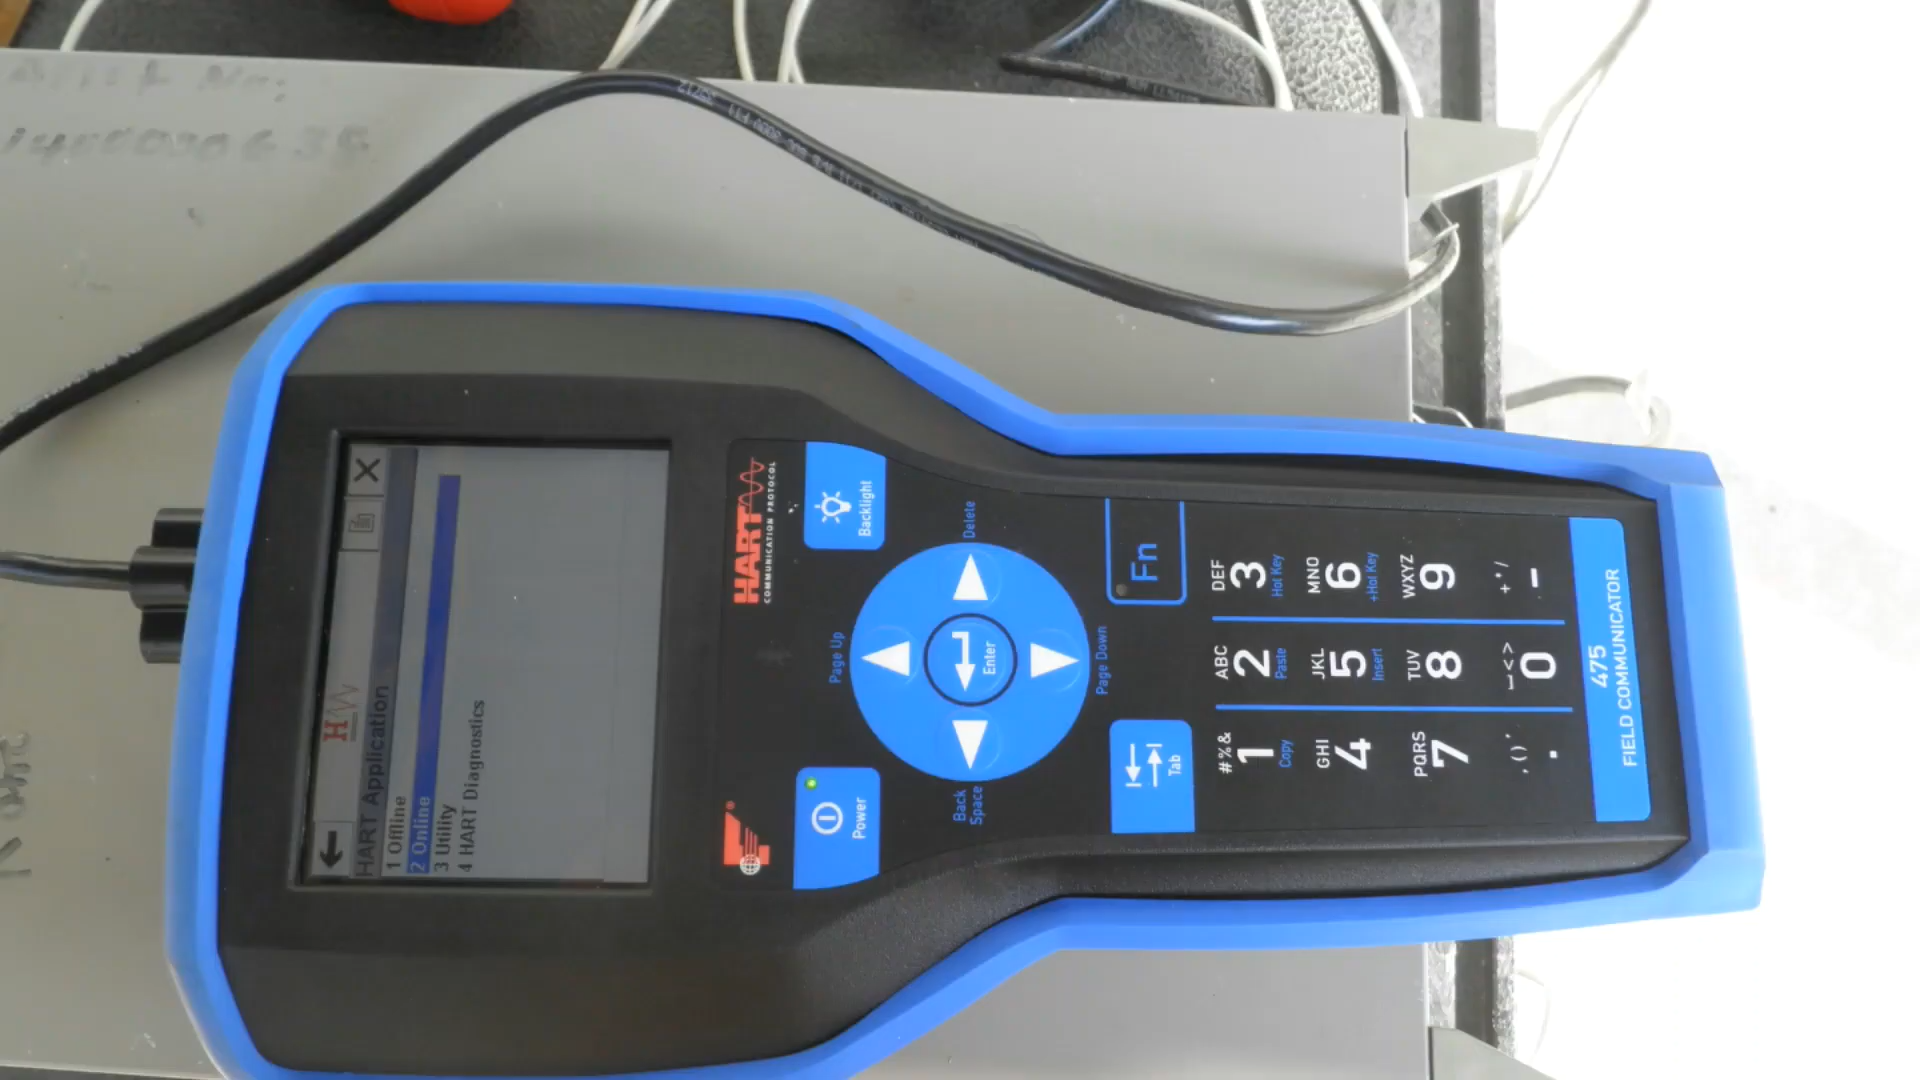 H
HART Application
1 Offline
2 Online
3 Utility
4 HART Diagnostics
HART
COMMUNICATION PROTOCOL
®
Power
Backlight
Page Up
Back
Space
Enter
Delete
Page Down
Tab
Fn
#%& 1 Copy
ABC 2 Paste
DEF 3 Hot Key
GHI 4
JKL 5 Insert
MNO 6 +Hot Key
PQRS 7
TUV 8
WXYZ 9
,()' .
⎵<> 0
+*/ -
475
FIELD COMMUNICATOR